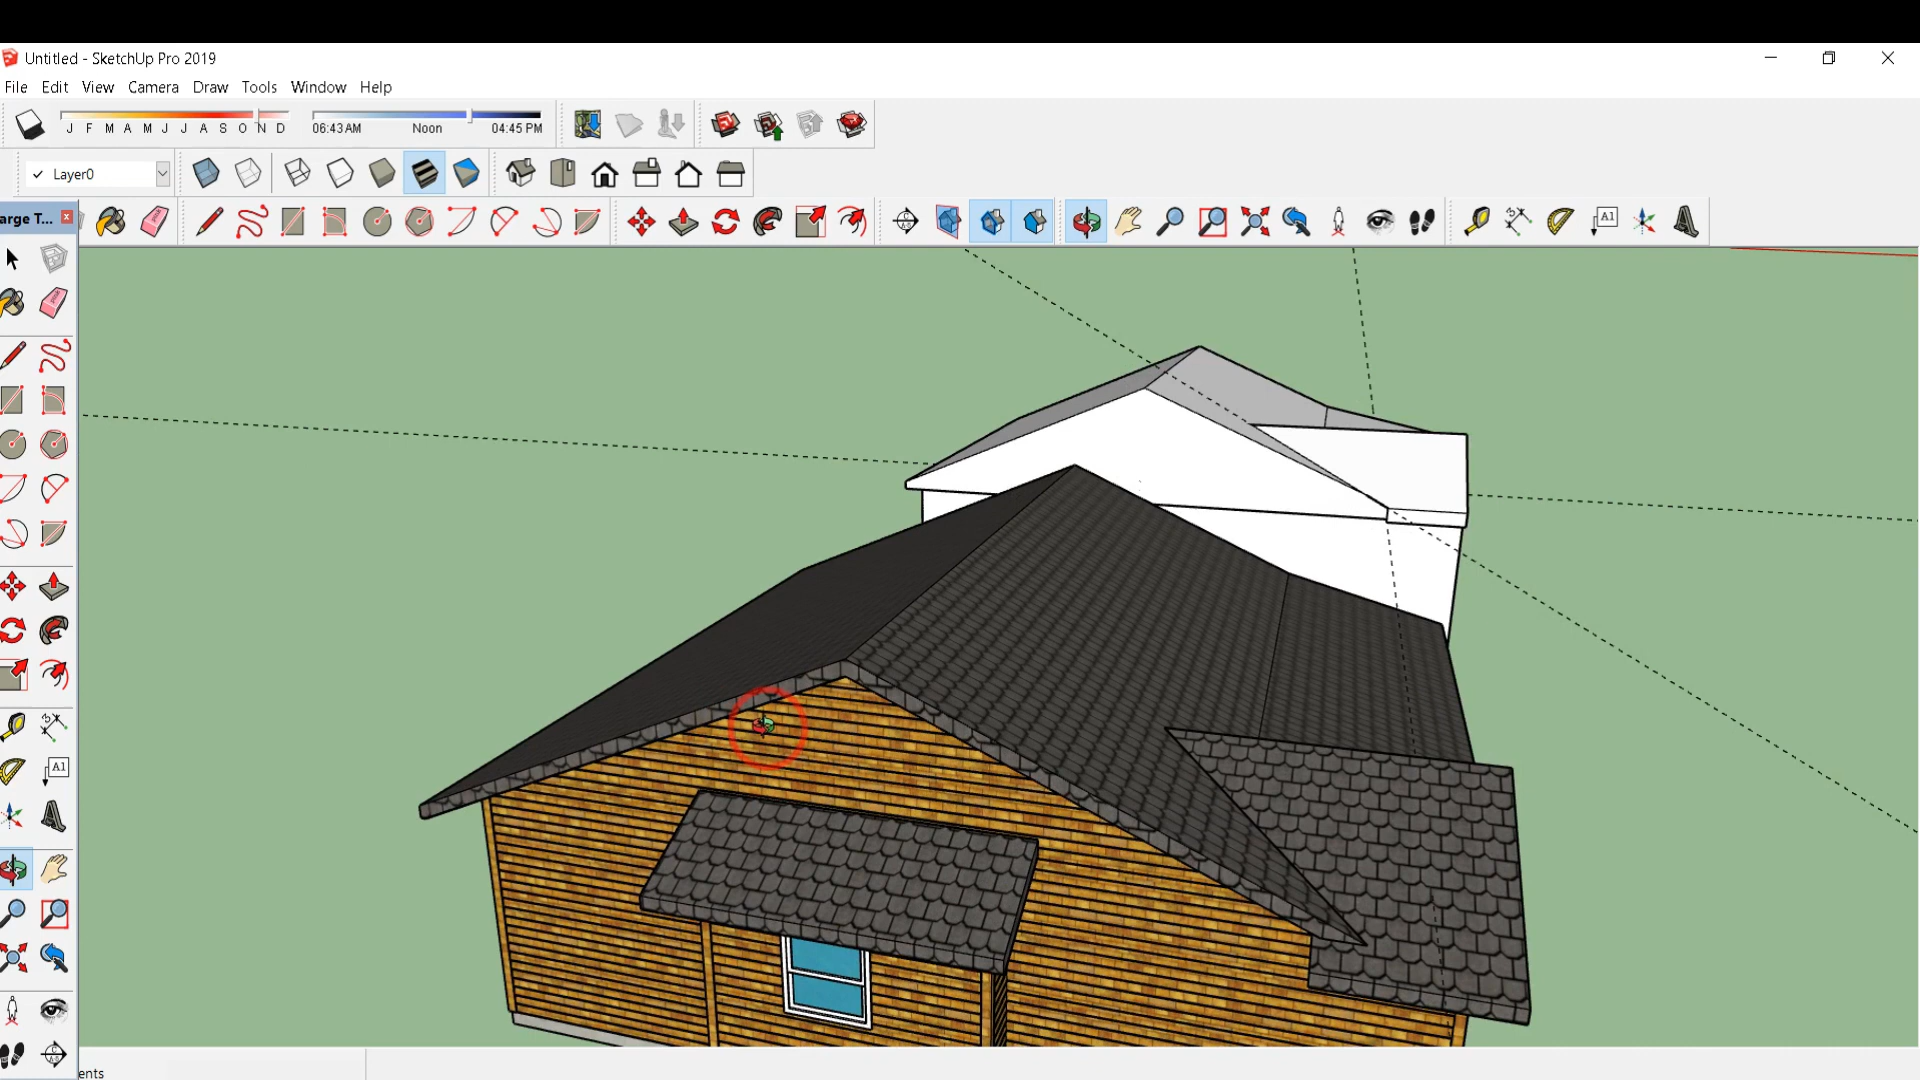 Untitled - SketchUp Pro 2019
File Edit View Camera Draw Tools Window Help
J F M A M J J A S O N D
06:43 AM Noon 04:45 PM
Layer0
arge T...
A1
A1
ents